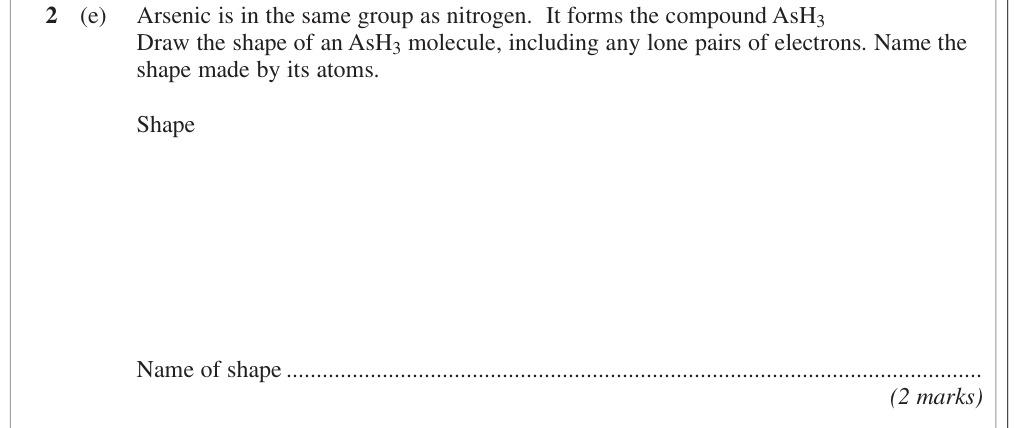 2 (e) Arsenic is in the same group as nitrogen. It forms the compound AsH₃
Draw the shape of an AsH₃ molecule, including any lone pairs of electrons. Name the
shape made by its atoms.
Shape
Name of shape ....................................................................................................................
(2 marks)